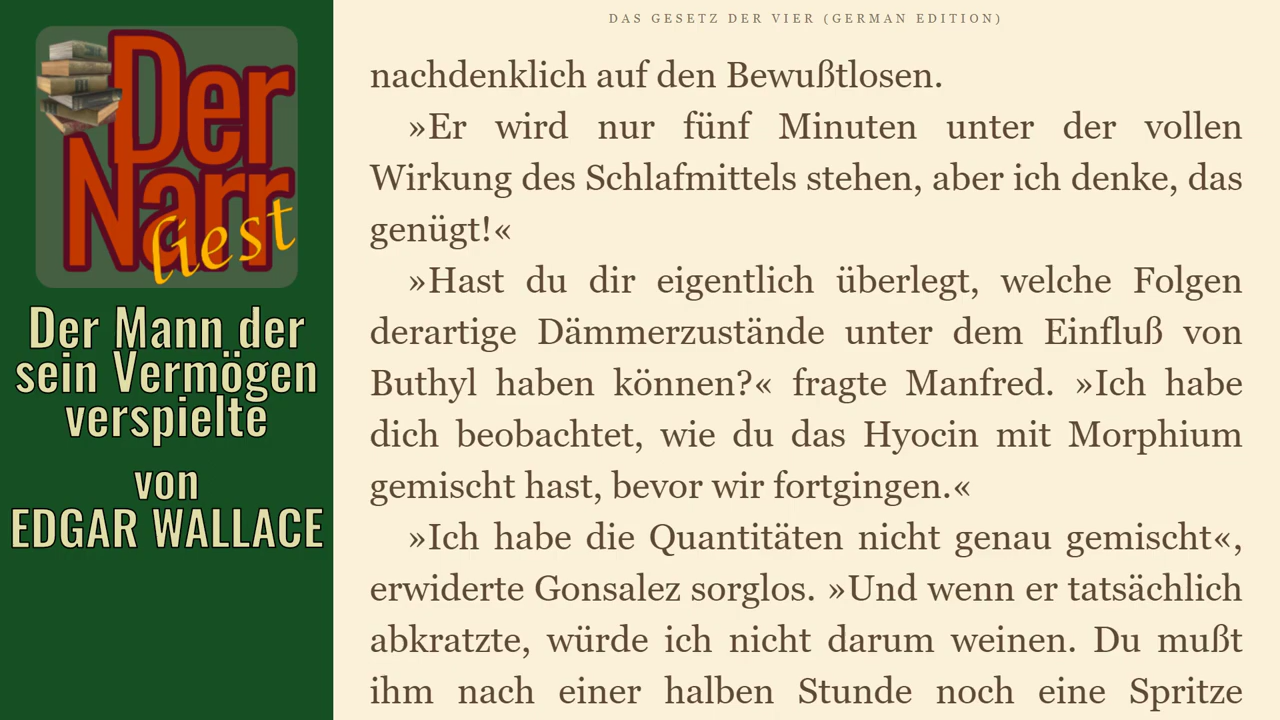 Der
Narr
liest
Der Mann der
sein Vermögen
verspielte
von
EDGAR WALLACE
DAS GESETZ DER VIER (GERMAN EDITION)
nachdenklich auf den Bewußtlosen.
»Er wird nur fünf Minuten unter der vollen
Wirkung des Schlafmittels stehen, aber ich denke, das
genügt!«
»Hast du dir eigentlich überlegt, welche Folgen
derartige Dämmerzustände unter dem Einfluß von
Buthyl haben können?« fragte Manfred. »Ich habe
dich beobachtet, wie du das Hyocin mit Morphium
gemischt hast, bevor wir fortgingen.«
»Ich habe die Quantitäten nicht genau gemischt«,
erwiderte Gonsalez sorglos. »Und wenn er tatsächlich
abkratzte, würde ich nicht darum weinen. Du mußt
ihm nach einer halben Stunde noch eine Spritze